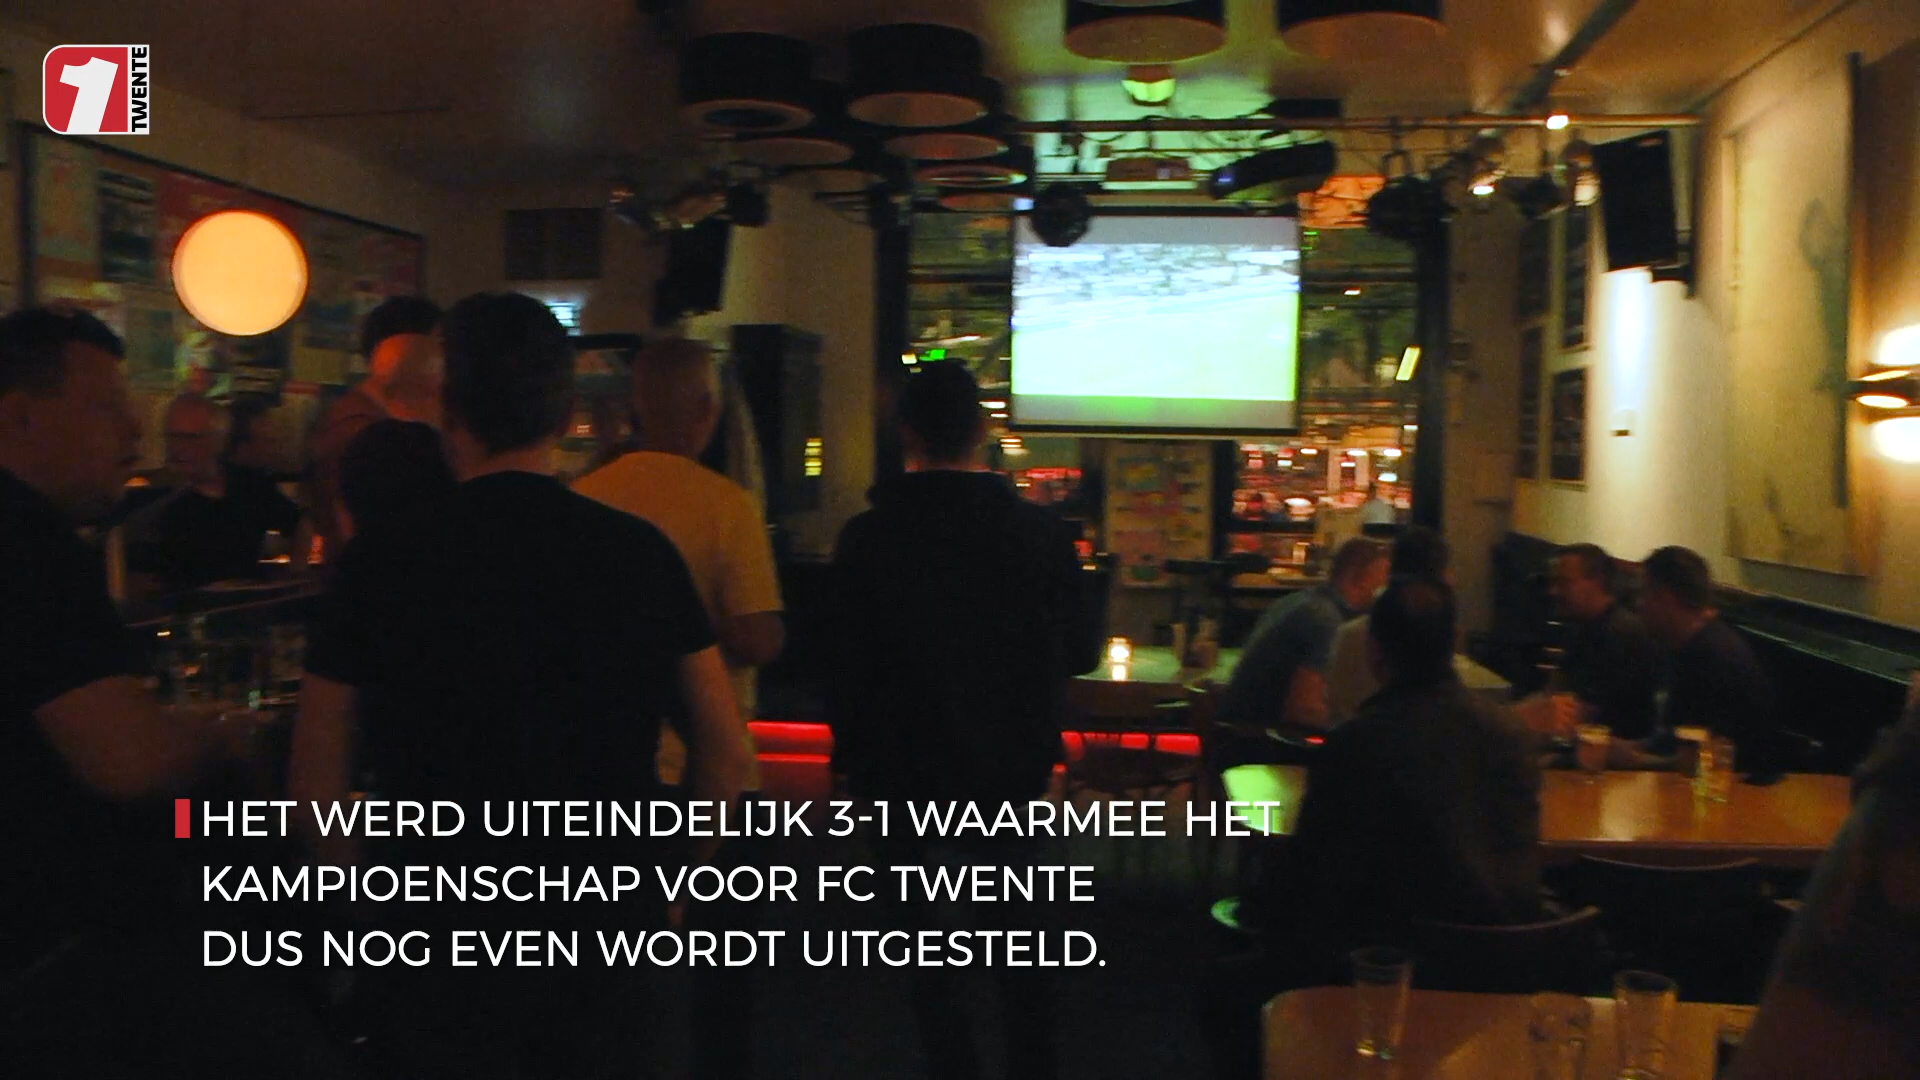 1 TWENTE
HET WERD UITEINDELIJK 3-1 WAARMEE HET
KAMPIOENSCHAP VOOR FC TWENTE
DUS NOG EVEN WORDT UITGESTELD.